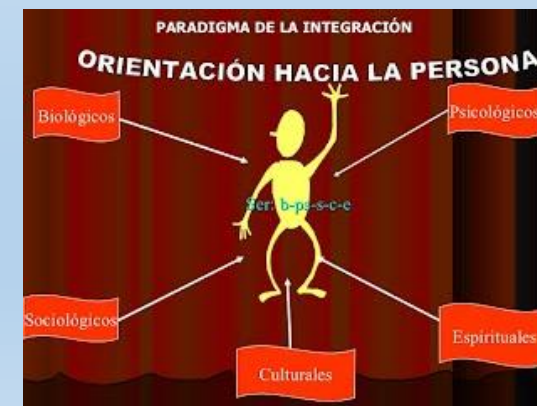 PARADIGMA DE LA INTEGRACIÓN
ORIENTACIÓN HACIA LA PERSONA
Biológicos
Psicológicos
Ser: b-ps-s-c-e
Sociológicos
Espirituales
Culturales